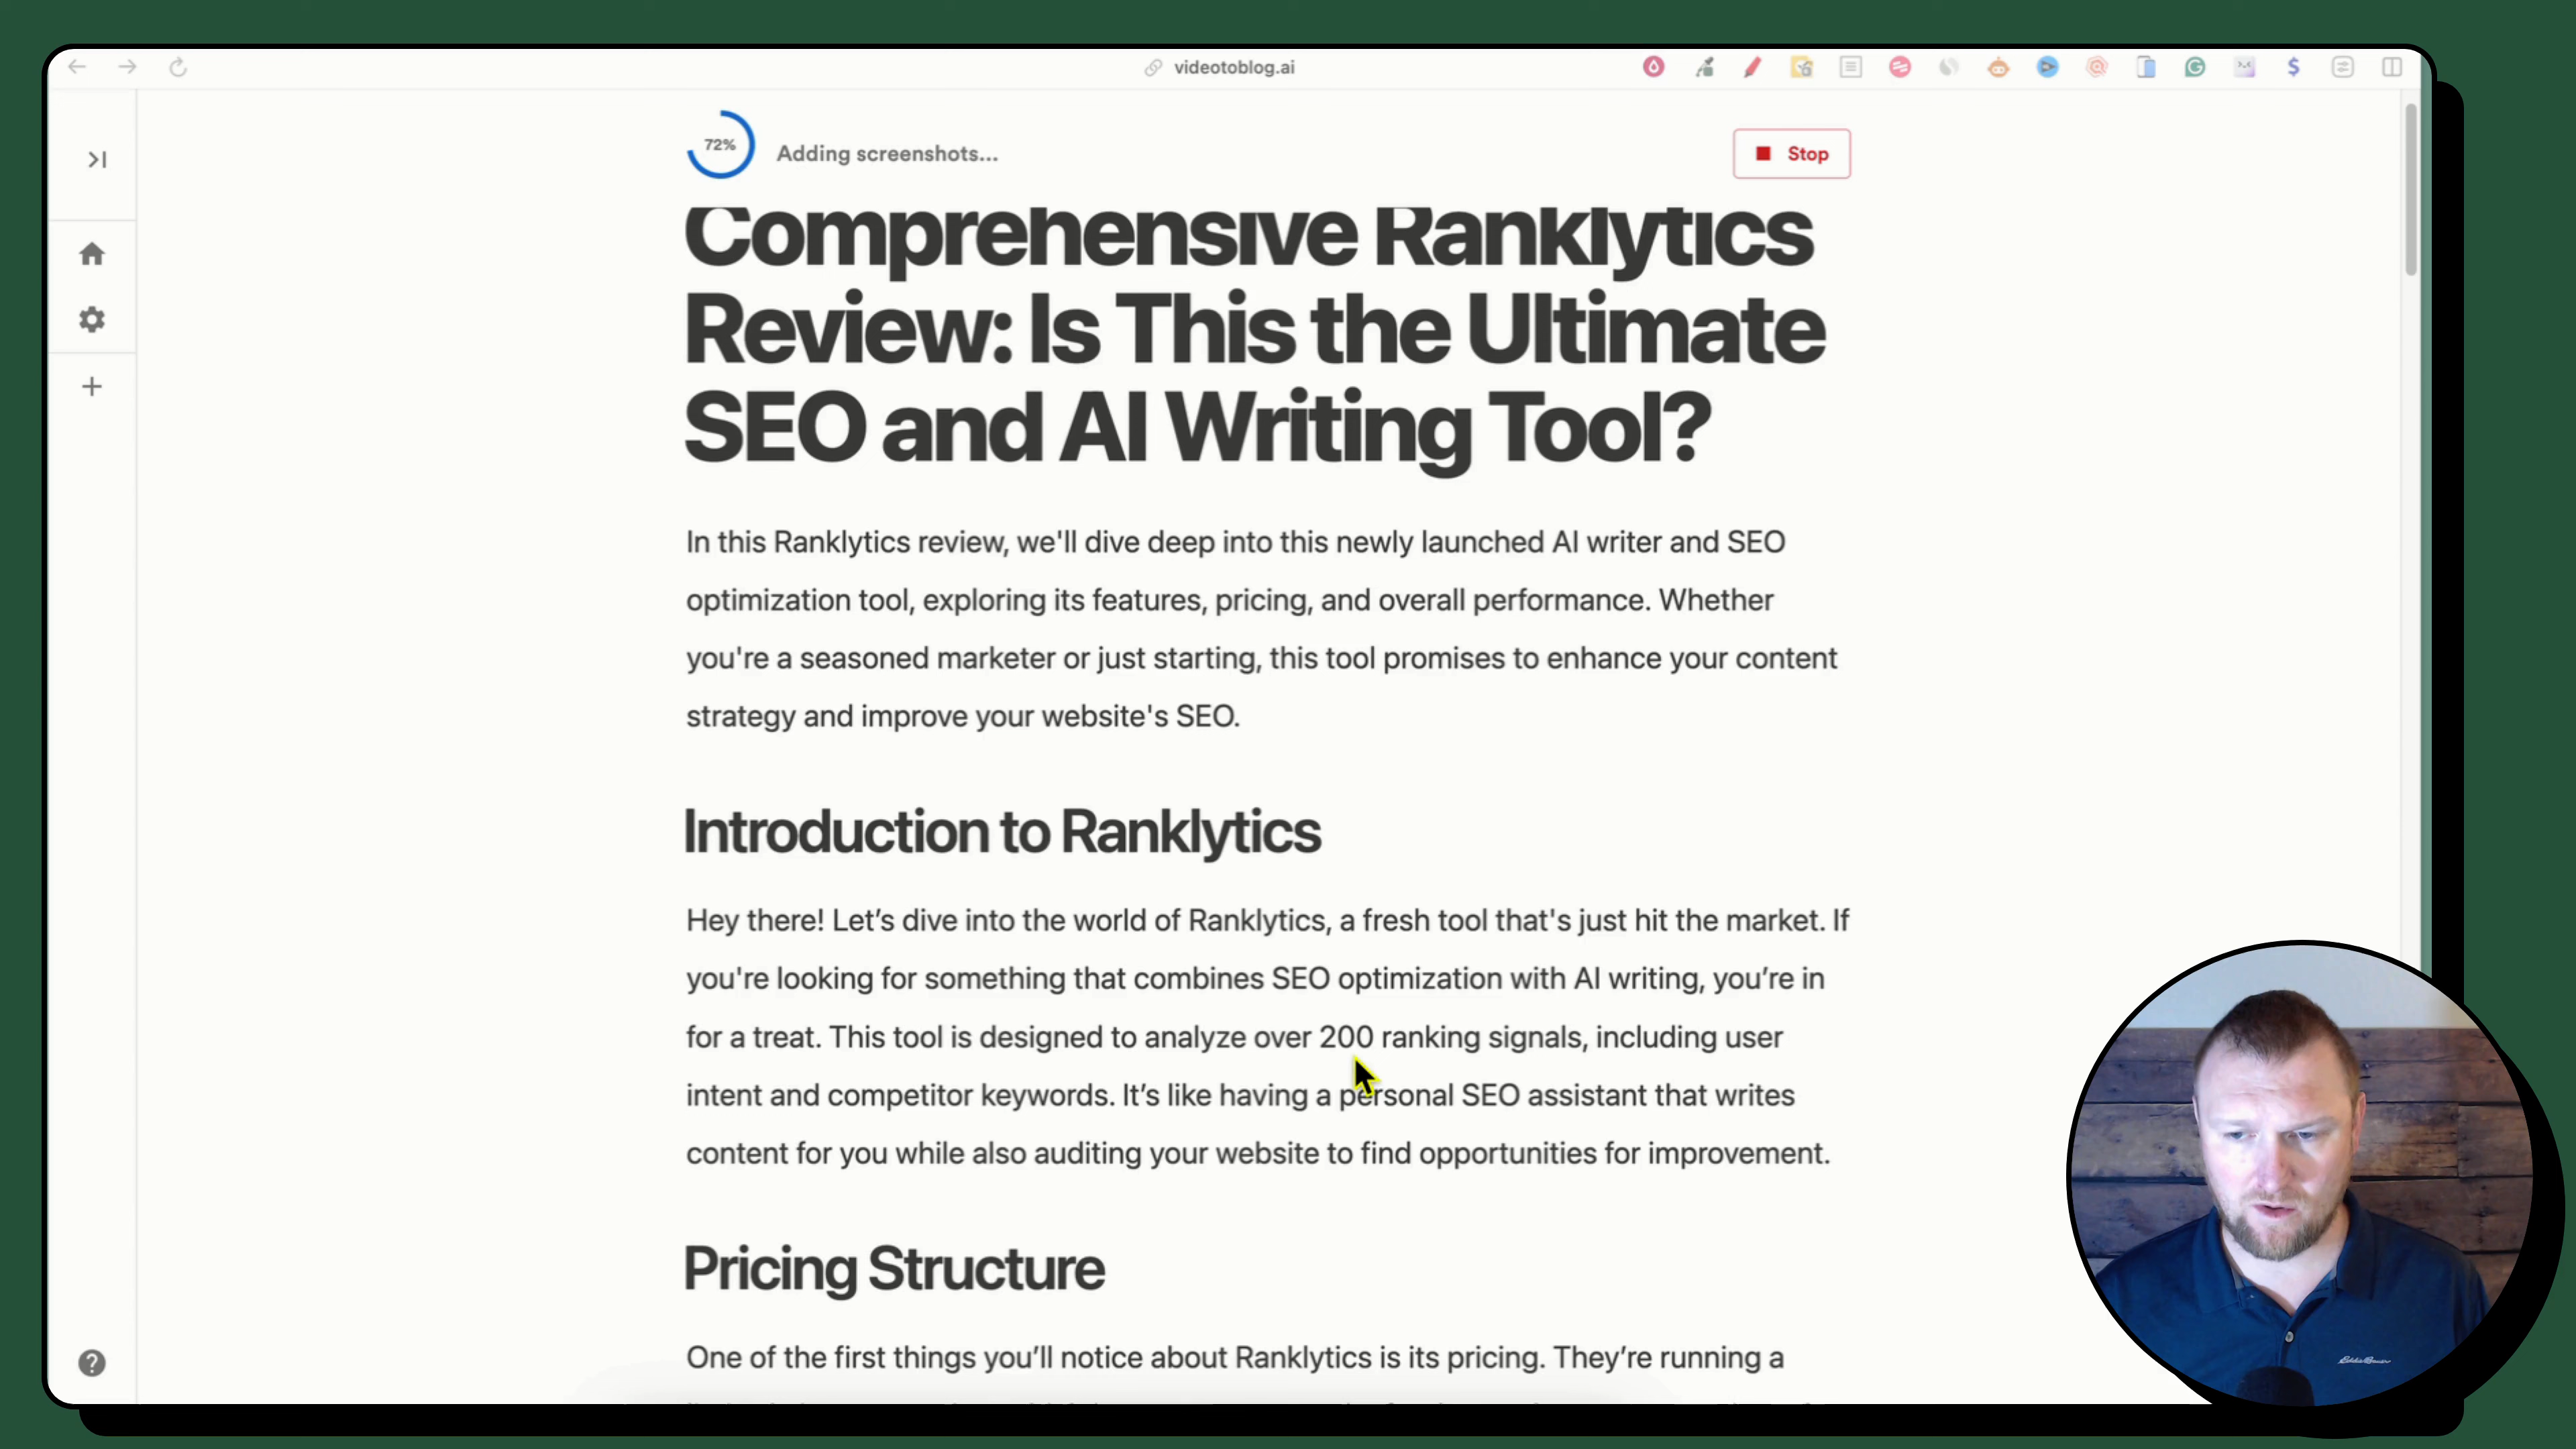 videotoblog.ai
72%
Adding screenshots...
Stop
Comprehensive Ranklytics
Review: Is This the Ultimate
SEO and AI Writing Tool?
In this Ranklytics review, we'll dive deep into this newly launched AI writer and SEO
optimization tool, exploring its features, pricing, and overall performance. Whether
you're a seasoned marketer or just starting, this tool promises to enhance your content
strategy and improve your website's SEO.
Introduction to Ranklytics
Hey there! Let’s dive into the world of Ranklytics, a fresh tool that's just hit the market. If
you're looking for something that combines SEO optimization with AI writing, you’re in
for a treat. This tool is designed to analyze over 200 ranking signals, including user
intent and competitor keywords. It’s like having a personal SEO assistant that writes
content for you while also auditing your website to find opportunities for improvement.
Pricing Structure
One of the first things you’ll notice about Ranklytics is its pricing. They’re running a
Eddie Bauer